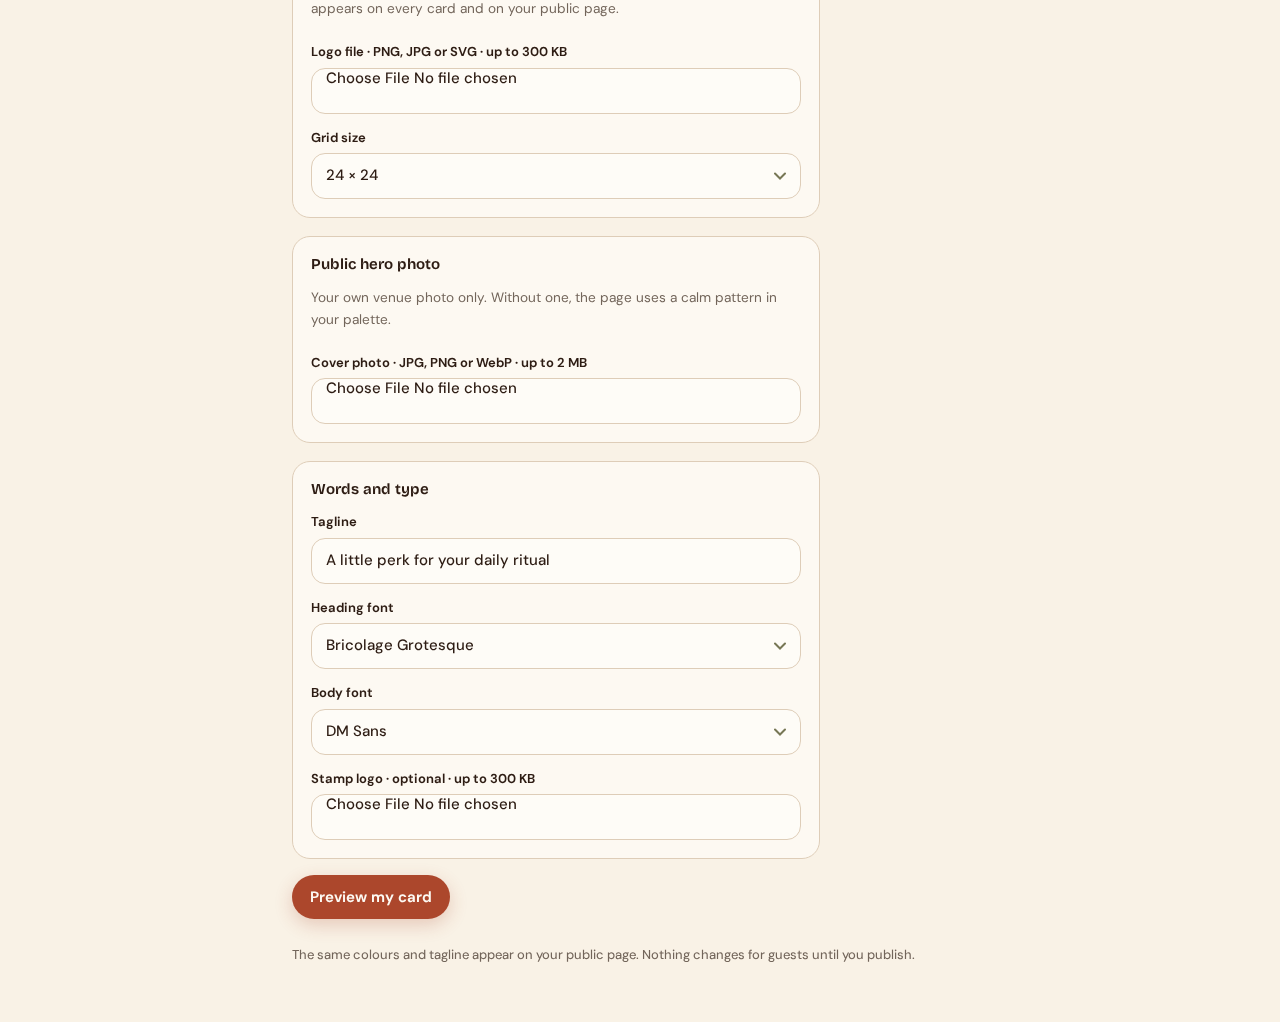 appears on every card and on your public page.
Logo file · PNG, JPG or SVG · up to 300 KB
Choose File No file chosen
Grid size
24 × 24
Public hero photo
Your own venue photo only. Without one, the page uses a calm pattern in
your palette.
Cover photo · JPG, PNG or WebP · up to 2 MB
Choose File No file chosen
Words and type
Tagline
A little perk for your daily ritual
Heading font
Bricolage Grotesque
Body font
DM Sans
Stamp logo · optional · up to 300 KB
Choose File No file chosen
Preview my card
The same colours and tagline appear on your public page. Nothing changes for guests until you publish.